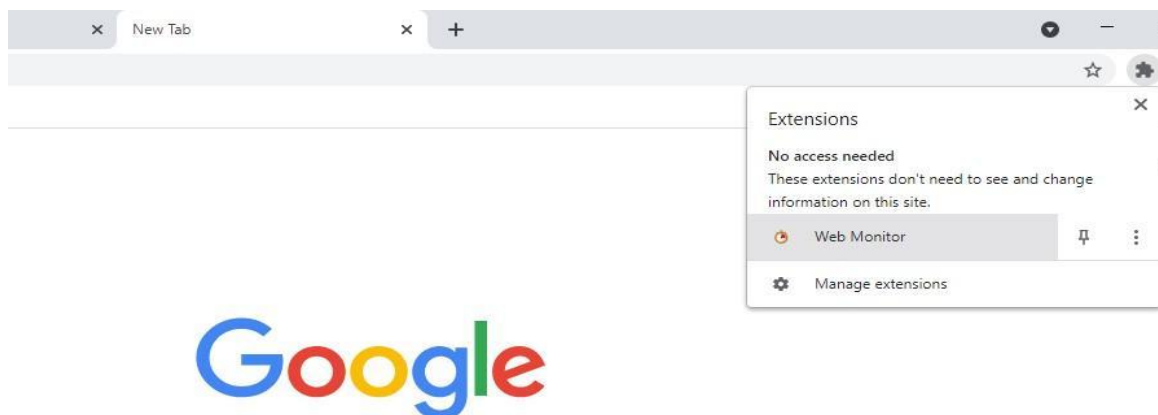 New Tab
Extensions
No access needed
These extensions don't need to see and change
information on this site.
Web Monitor
Manage extensions
Google